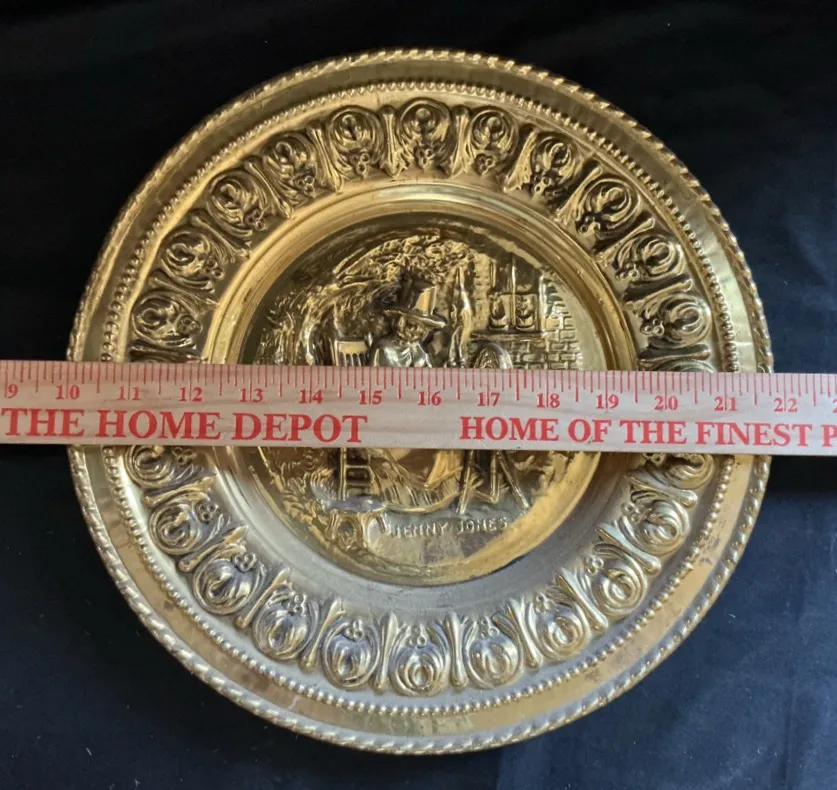 9 10 11 12 13 14 15 16 17 18 19 20 21 22 2
THE HOME DEPOT HOME OF THE FINEST P
JENNY JONES